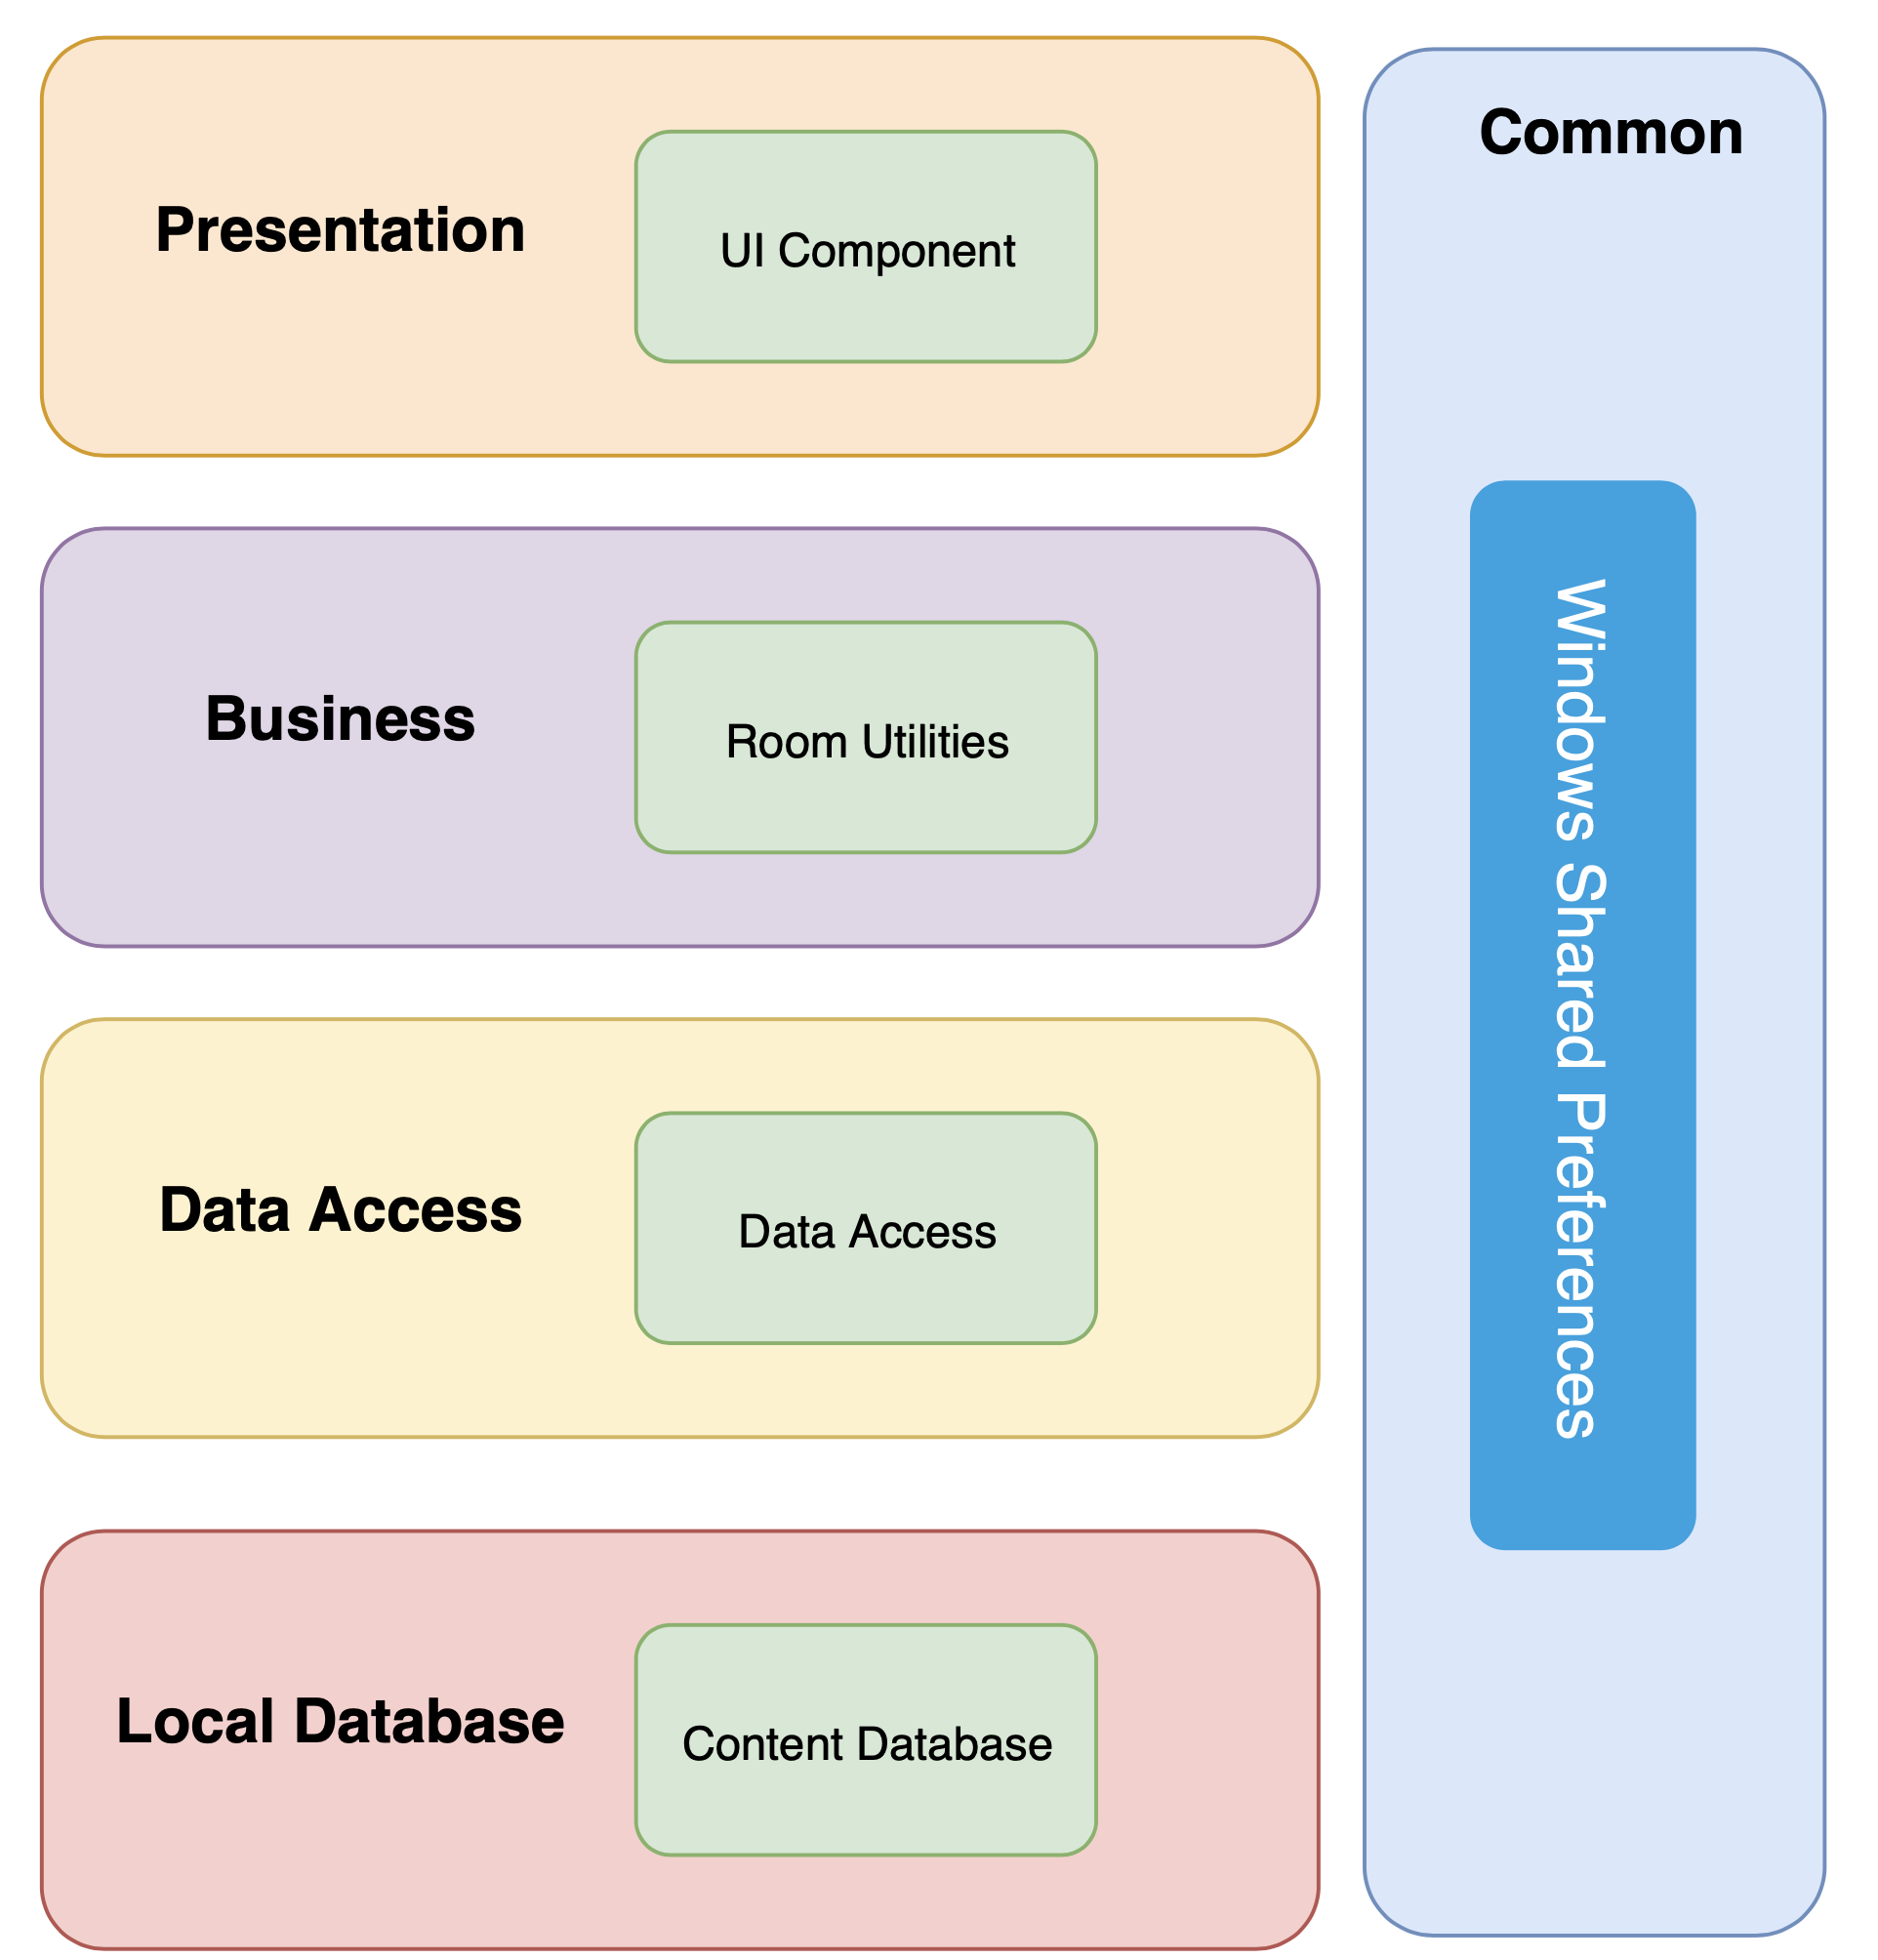 Presentation
UI Component
Business
Room Utilities
Data Access
Data Access
Local Database
Content Database
Common
Windows Shared Preferences